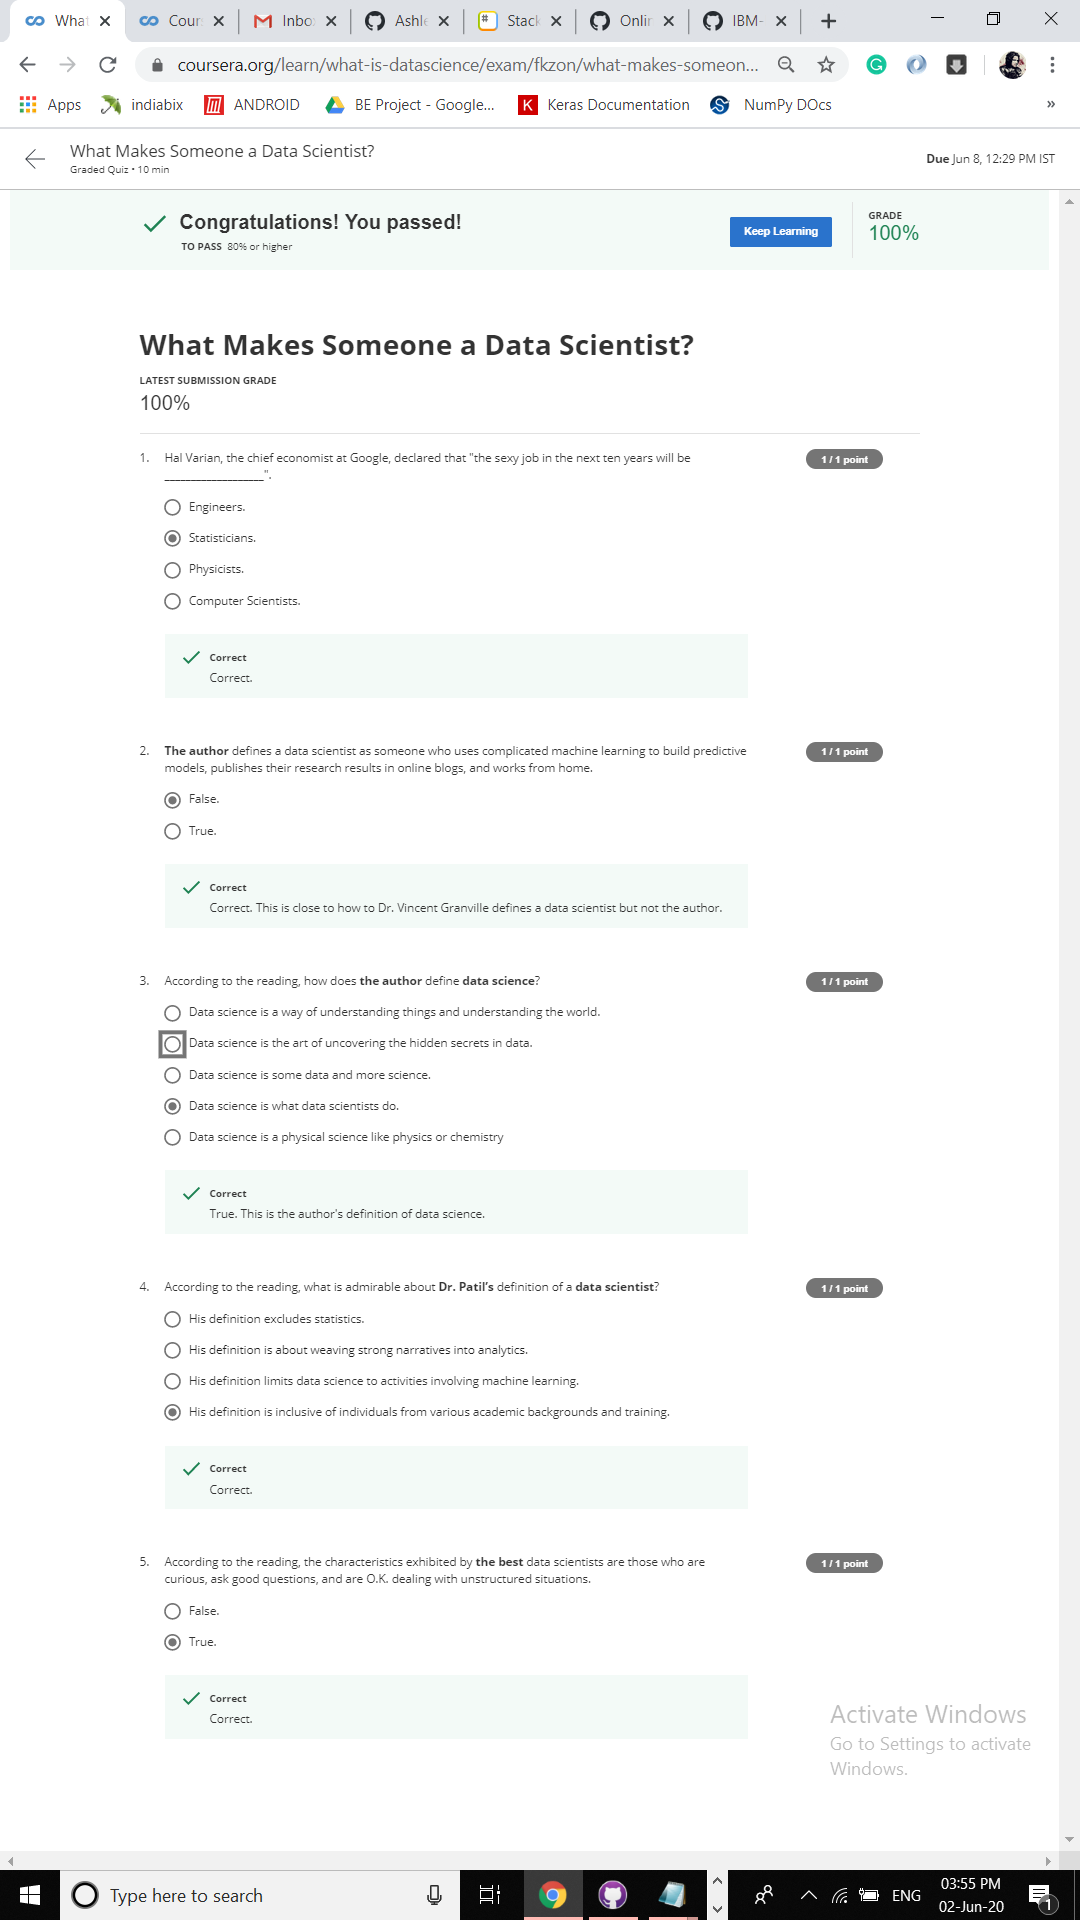 What
Cour
Inbo
Ashle
Stack
Onlin
IBM-
coursera.org/learn/what-is-datascience/exam/fkzon/what-makes-someon...
Apps
indiabix
ANDROID
BE Project - Google...
Keras Documentation
NumPy DOcs
»
What Makes Someone a Data Scientist?
Graded Quiz • 10 min
Due Jun 8, 12:29 PM IST
Congratulations! You passed!
TO PASS 80% or higher
Keep Learning
GRADE
100%
What Makes Someone a Data Scientist?
LATEST SUBMISSION GRADE
100%
1. Hal Varian, the chief economist at Google, declared that "the sexy job in the next ten years will be
___________________".
1 / 1 point
Engineers.
Statisticians.
Physicists.
Computer Scientists.
Correct
Correct.
2. The author defines a data scientist as someone who uses complicated machine learning to build predictive
models, publishes their research results in online blogs, and works from home.
1 / 1 point
False.
True.
Correct
Correct. This is close to how to Dr. Vincent Granville defines a data scientist but not the author.
3. According to the reading, how does the author define data science?
1 / 1 point
Data science is a way of understanding things and understanding the world.
Data science is the art of uncovering the hidden secrets in data.
Data science is some data and more science.
Data science is what data scientists do.
Data science is a physical science like physics or chemistry
Correct
True. This is the author's definition of data science.
4. According to the reading, what is admirable about Dr. Patil's definition of a data scientist?
1 / 1 point
His definition excludes statistics.
His definition is about weaving strong narratives into analytics.
His definition limits data science to activities involving machine learning.
His definition is inclusive of individuals from various academic backgrounds and training.
Correct
Correct.
5. According to the reading, the characteristics exhibited by the best data scientists are those who are
curious, ask good questions, and are O.K. dealing with unstructured situations.
1 / 1 point
False.
True.
Correct
Correct.
Activate Windows
Go to Settings to activate
Windows.
Type here to search
ENG
03:55 PM
02-Jun-20
1